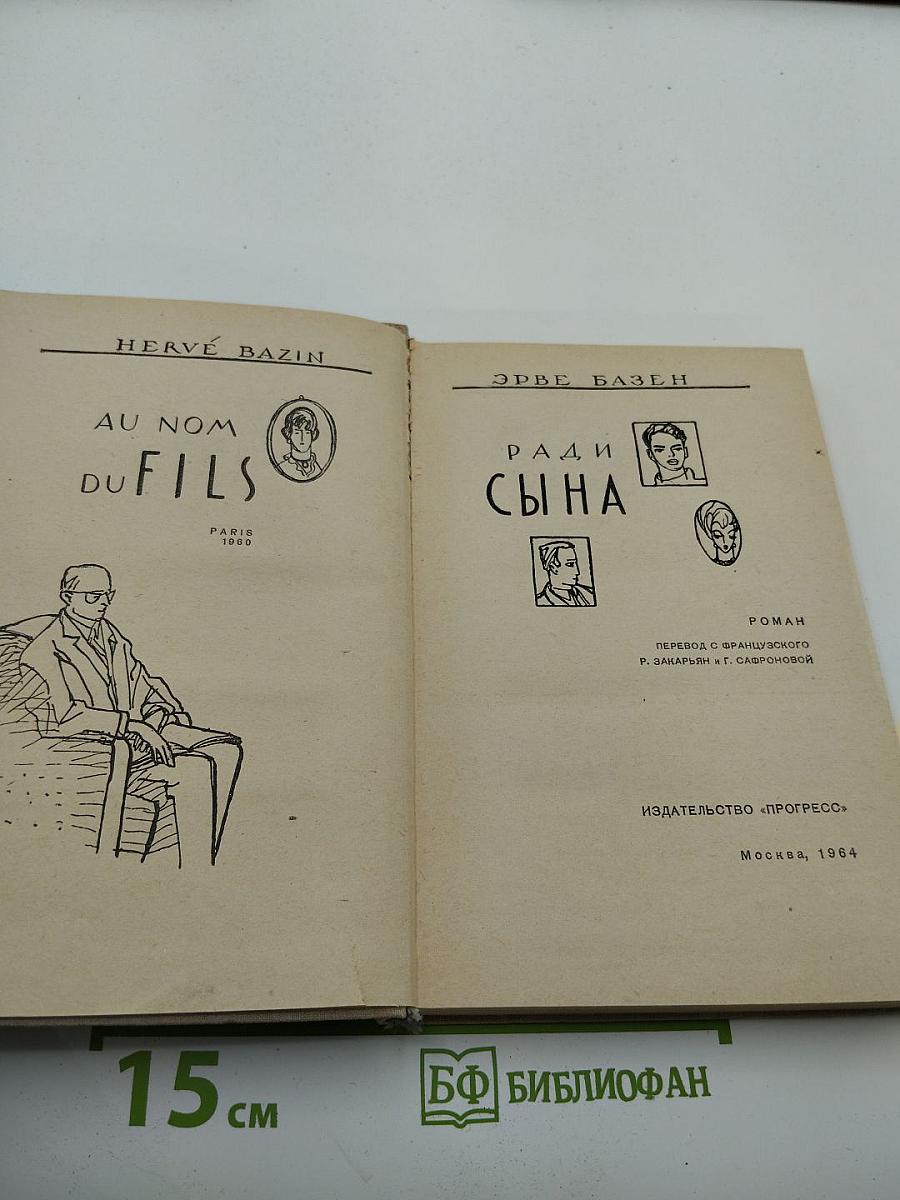 HERVÉ BAZIN
AU NOM
DU FILS
PARIS
1960
ЭРВЕ БАЗЕН
РАДИ
СЫНА
РОМАН
ПЕРЕВОД С ФРАНЦУЗСКОГО
Р. ЗАКАРЬЯН и Г. САФРОНОВОЙ
ИЗДАТЕЛЬСТВО «ПРОГРЕСС»
Москва, 1964
15 см
БФ БИБЛИОФАН